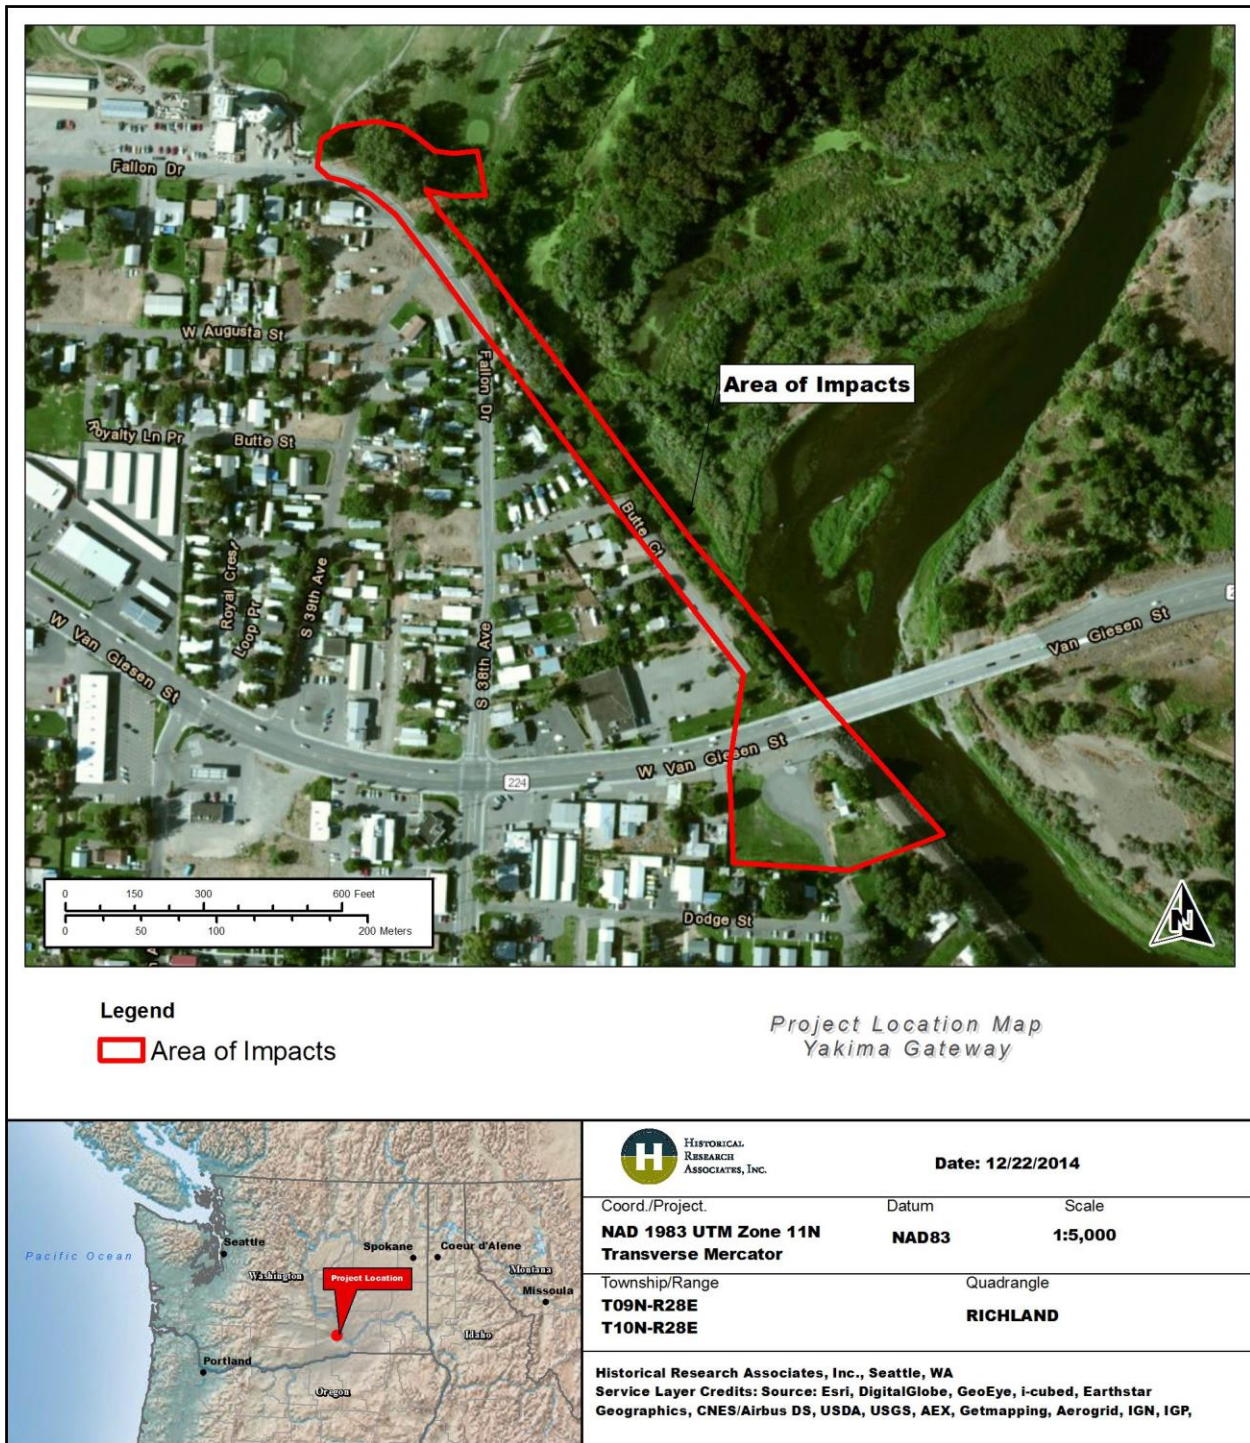 Fallon Dr
W Augusta St
Fallon Dr
Area of Impacts
Royalty Ln Pr
Butte St
Butte Ct
Royal Cres
Loop Pr
S 39th Ave
W Van Giesen St
S 38th Ave
Van Giesen St
W Van Giesen St
224
Dodge St
0 150 300 600 Feet
0 50 100 200 Meters
N
Legend
Area of Impacts
Project Location Map
Yakima Gateway
Pacific Ocean
Seattle
Spokane
Coeur d'Alene
Washington
Project Location
Montana
Missoula
Idaho
Portland
Oregon
H
HISTORICAL
RESEARCH
ASSOCIATES, INC.
Date: 12/22/2014
Coord./Project. Datum Scale
NAD 1983 UTM Zone 11N
Transverse Mercator
NAD83
1:5,000
Township/Range Quadrangle
T09N-R28E
T10N-R28E
RICHLAND
Historical Research Associates, Inc., Seattle, WA
Service Layer Credits: Source: Esri, DigitalGlobe, GeoEye, i-cubed, Earthstar
Geographics, CNES/Airbus DS, USDA, USGS, AEX, Getmapping, Aerogrid, IGN, IGP,